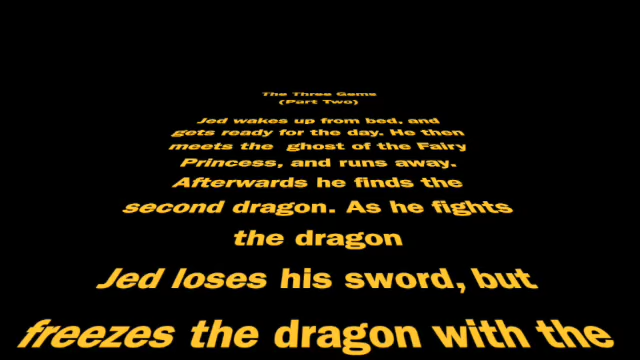 The Three Gems
(Part Two)
Jed wakes up from bed, and
gets ready for the day. He then
meets the ghost of the Fairy
Princess, and runs away.
Afterwards he finds the
second dragon. As he fights
the dragon
Jed loses his sword, but
freezes the dragon with the